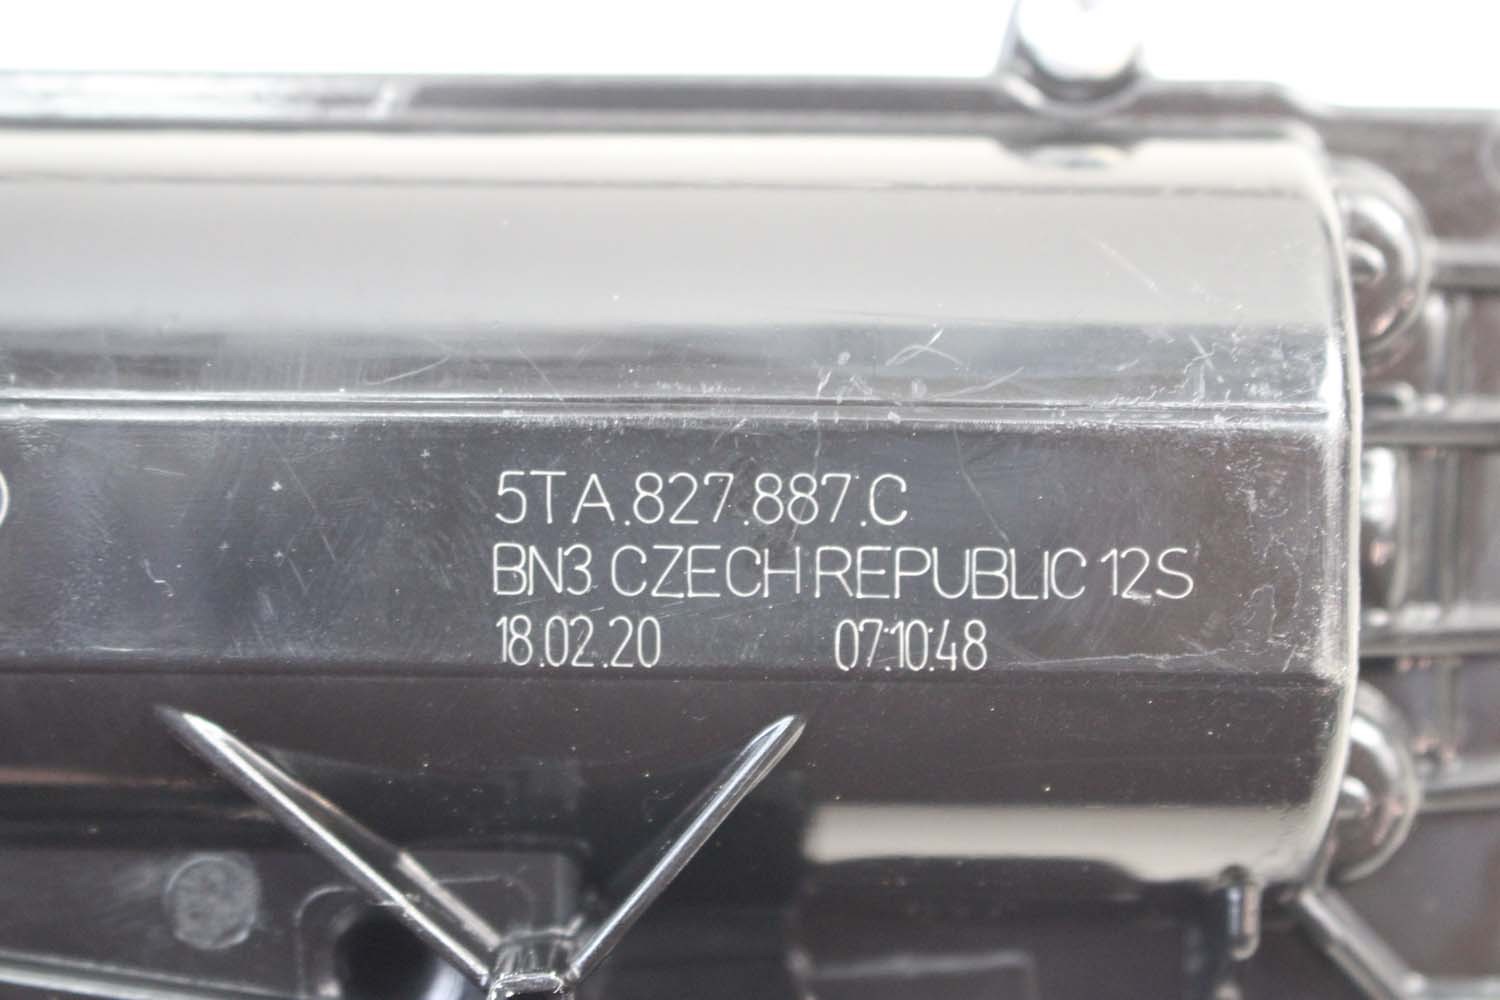 5TA.827.887.C
BN3 CZECH REPUBLIC 12S
18.02.20 07:10:48